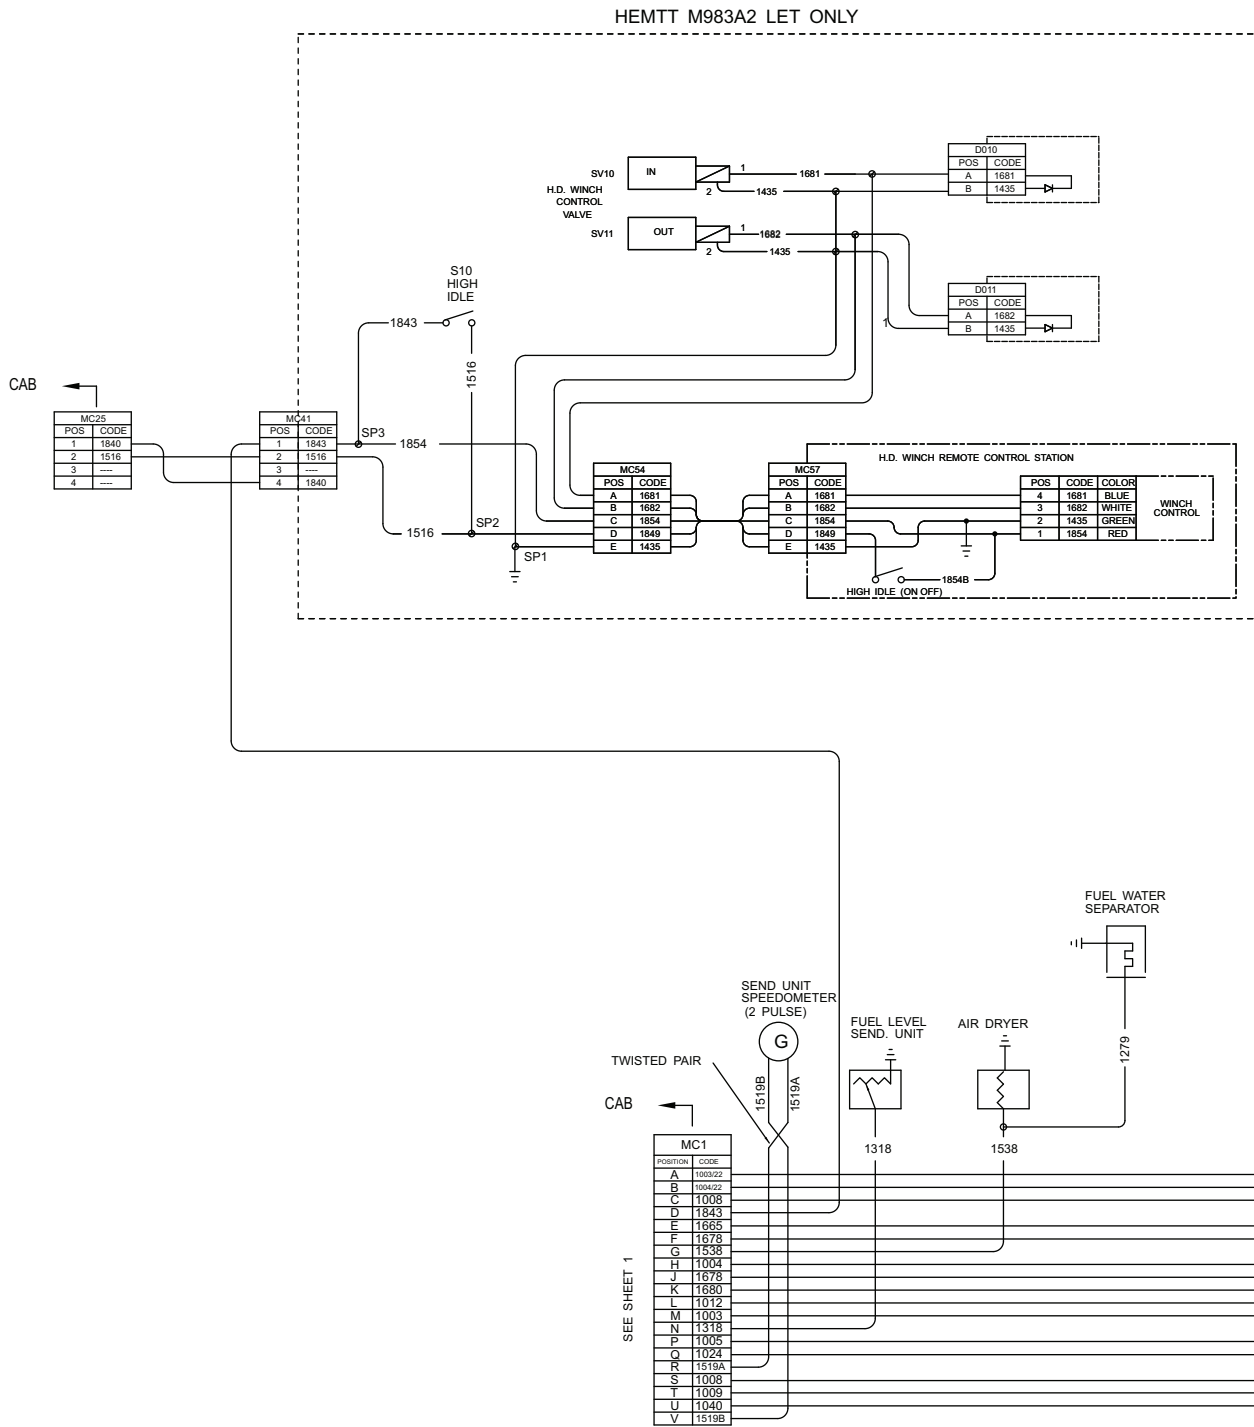 HEMTT M983A2 LET ONLY
D010
POS CODE
A 1681
B 1435
SV10
IN
1
1681
2
1435
H.D. WINCH
CONTROL
VALVE
SV11
OUT
1
1682
2
1435
D011
POS CODE
A 1682
B 1435
1
S10
HIGH
IDLE
1843
1516
CAB
MC25
POS CODE
1 1840
2 1516
3 ----
4 ----
MC41
POS CODE
1 1843
2 1516
3 ----
4 1840
SP3
1854
1516
SP2
SP1
MC54
POS CODE
A 1681
B 1682
C 1854
D 1849
E 1435
MC57
POS CODE
A 1681
B 1682
C 1854
D 1849
E 1435
H.D. WINCH REMOTE CONTROL STATION
POS CODE COLOR
4 1681 BLUE
3 1682 WHITE
2 1435 GREEN
1 1854 RED
WINCH
CONTROL
1854B
HIGH IDLE (ON OFF)
FUEL WATER
SEPARATOR
1279
SEND UNIT
SPEEDOMETER
(2 PULSE)
G
FUEL LEVEL
SEND. UNIT
AIR DRYER
TWISTED PAIR
1519B
1519A
1318
1538
CAB
MC1
POSITION CODE
A 1003/22
B 1004/22
C 1008
D 1843
E 1665
F 1678
G 1538
H 1004
J 1678
K 1680
L 1012
M 1003
N 1318
P 1005
Q 1024
R 1519A
S 1008
T 1009
U 1040
V 1519B
SEE SHEET 1